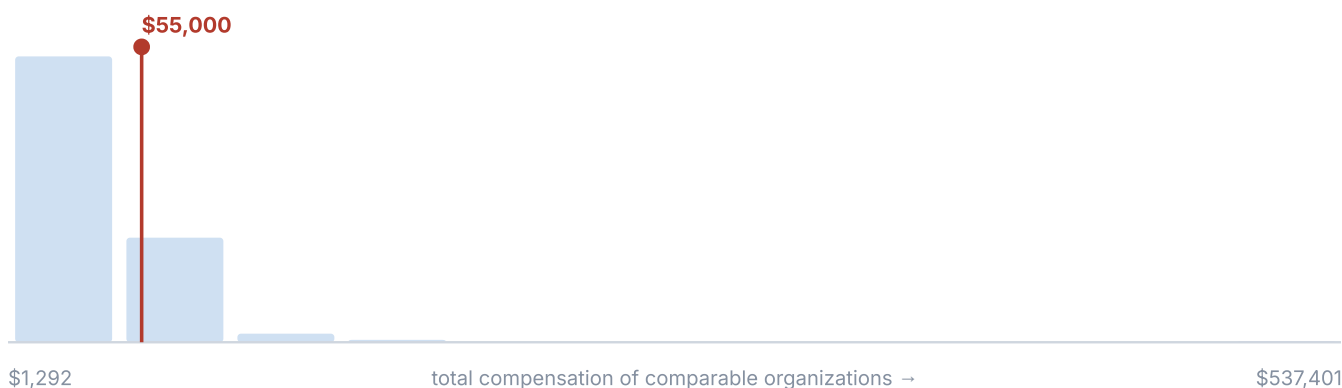 $55,000
$1,292 total compensation of comparable organizations → $537,401